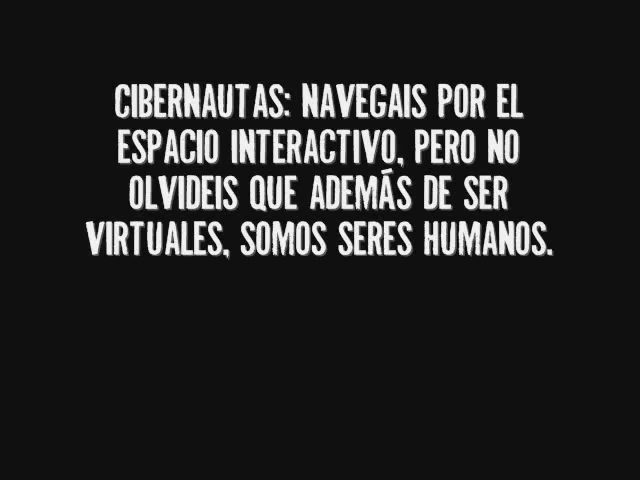 CIBERNAUTAS: NAVEGAIS POR EL
ESPACIO INTERACTIVO, PERO NO
OLVIDEIS QUE ADEMÁS DE SER
VIRTUALES, SOMOS SERES HUMANOS.